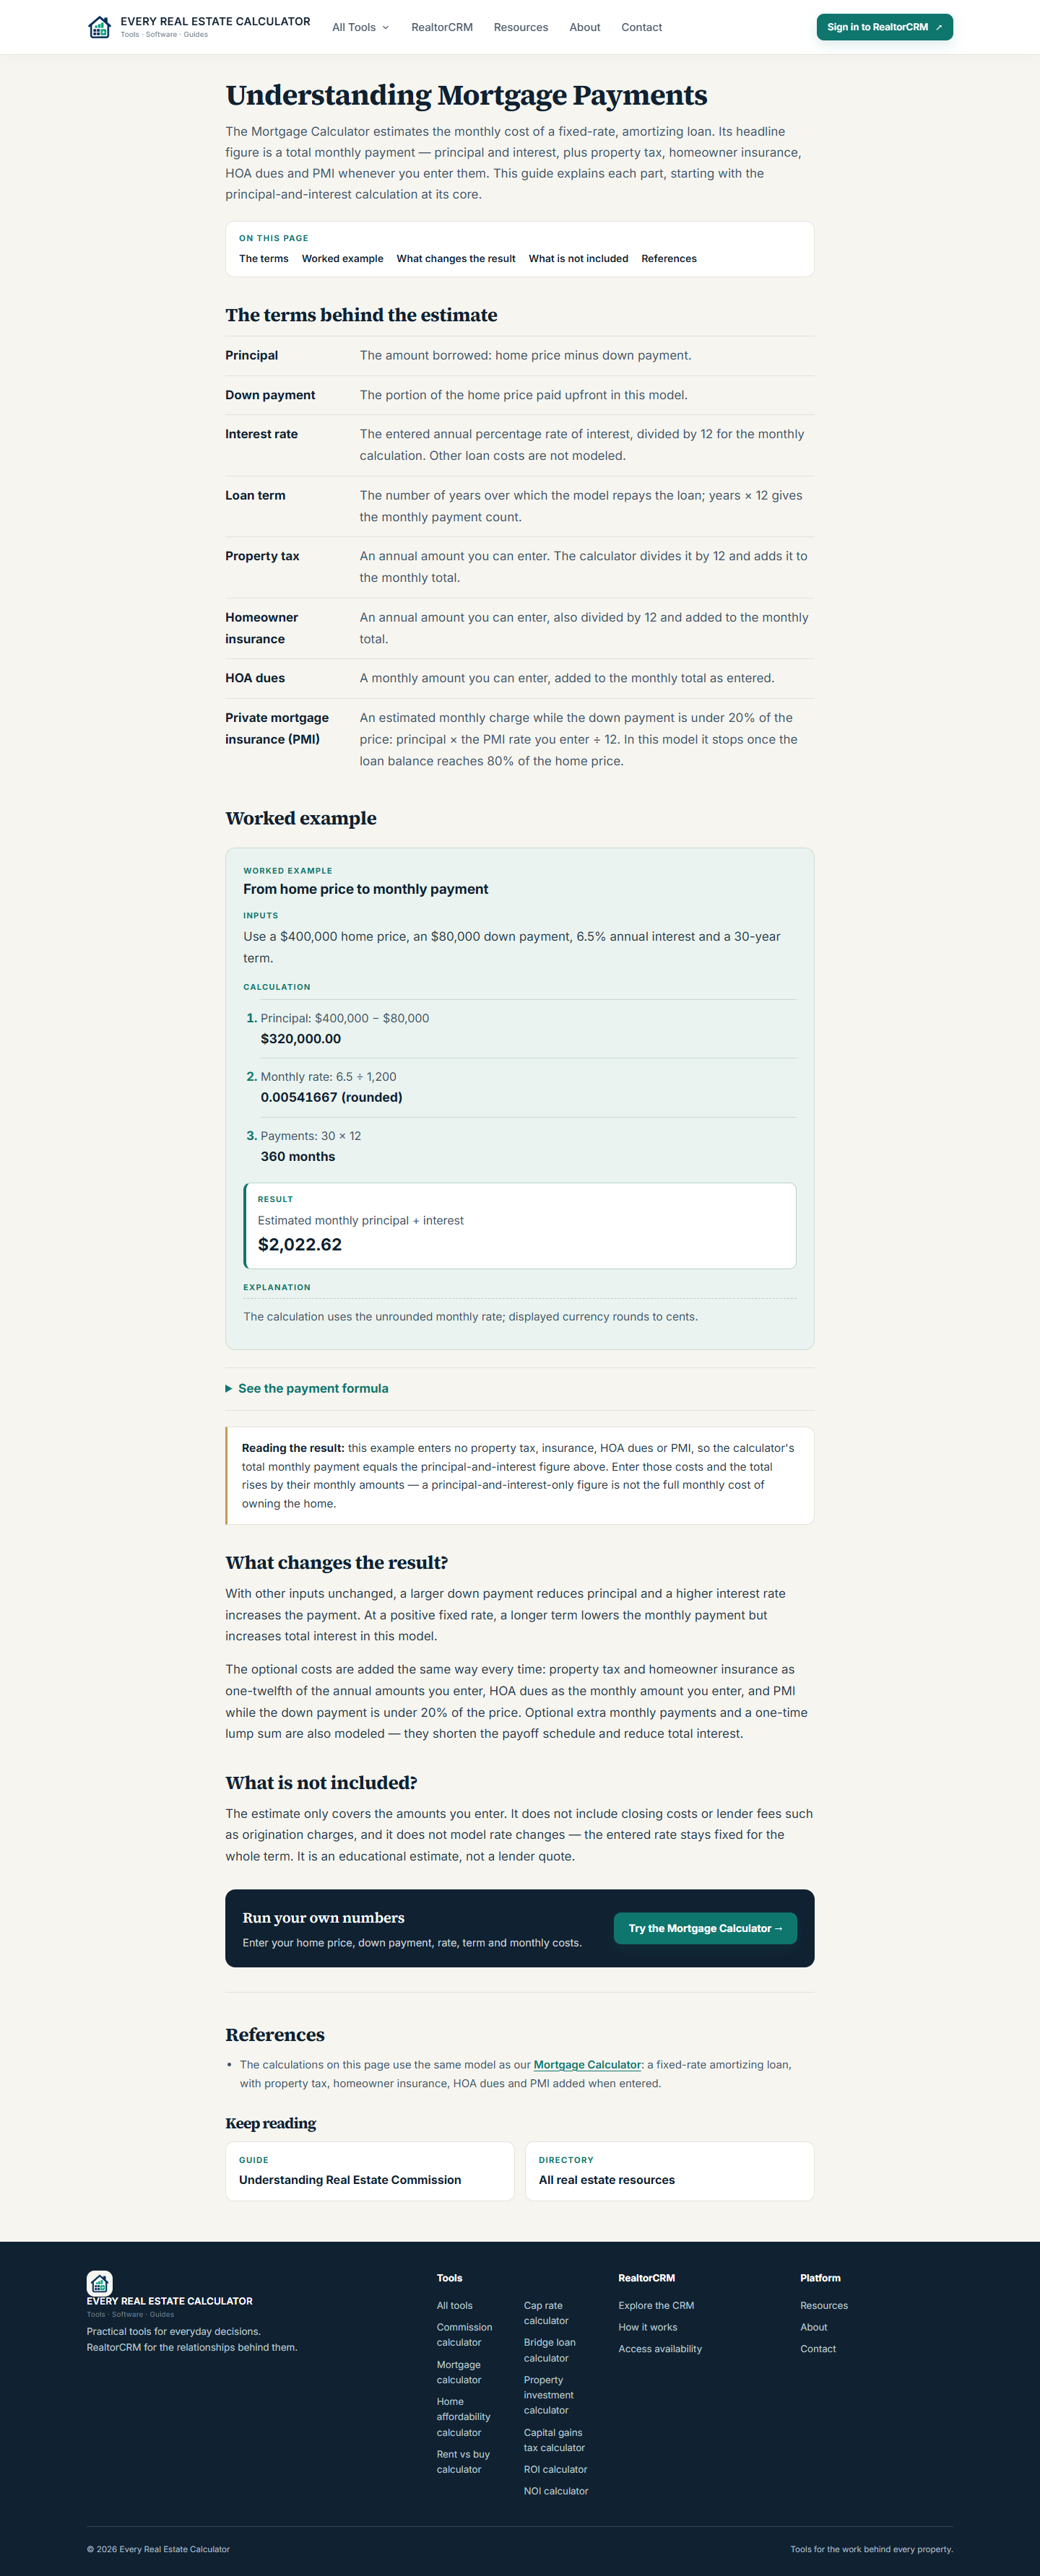 EVERY REAL ESTATE CALCULATOR
Tools · Software · Guides
All Tools
RealtorCRM
Resources
About
Contact
Sign in to RealtorCRM ↗
Understanding Mortgage Payments
The Mortgage Calculator estimates the monthly cost of a fixed-rate, amortizing loan. Its headline
figure is a total monthly payment — principal and interest, plus property tax, homeowner insurance,
HOA dues and PMI whenever you enter them. This guide explains each part, starting with the
principal-and-interest calculation at its core.
ON THIS PAGE
The terms
Worked example
What changes the result
What is not included
References
The terms behind the estimate
Principal
The amount borrowed: home price minus down payment.
Down payment
The portion of the home price paid upfront in this model.
Interest rate
The entered annual percentage rate of interest, divided by 12 for the monthly
calculation. Other loan costs are not modeled.
Loan term
The number of years over which the model repays the loan; years × 12 gives
the monthly payment count.
Property tax
An annual amount you can enter. The calculator divides it by 12 and adds it to
the monthly total.
Homeowner
insurance
An annual amount you can enter, also divided by 12 and added to the monthly
total.
HOA dues
A monthly amount you can enter, added to the monthly total as entered.
Private mortgage
insurance (PMI)
An estimated monthly charge while the down payment is under 20% of the
price: principal × the PMI rate you enter ÷ 12. In this model it stops once the
loan balance reaches 80% of the home price.
Worked example
WORKED EXAMPLE
From home price to monthly payment
INPUTS
Use a $400,000 home price, an $80,000 down payment, 6.5% annual interest and a 30-year
term.
CALCULATION
1. Principal: $400,000 − $80,000
$320,000.00
2. Monthly rate: 6.5 ÷ 1,200
0.00541667 (rounded)
3. Payments: 30 × 12
360 months
RESULT
Estimated monthly principal + interest
$2,022.62
EXPLANATION
The calculation uses the unrounded monthly rate; displayed currency rounds to cents.
See the payment formula
Reading the result: this example enters no property tax, insurance, HOA dues or PMI, so the calculator's
total monthly payment equals the principal-and-interest figure above. Enter those costs and the total
rises by their monthly amounts — a principal-and-interest-only figure is not the full monthly cost of
owning the home.
What changes the result?
With other inputs unchanged, a larger down payment reduces principal and a higher interest rate
increases the payment. At a positive fixed rate, a longer term lowers the monthly payment but
increases total interest in this model.
The optional costs are added the same way every time: property tax and homeowner insurance as
one-twelfth of the annual amounts you enter, HOA dues as the monthly amount you enter, and PMI
while the down payment is under 20% of the price. Optional extra monthly payments and a one-time
lump sum are also modeled — they shorten the payoff schedule and reduce total interest.
What is not included?
The estimate only covers the amounts you enter. It does not include closing costs or lender fees such
as origination charges, and it does not model rate changes — the entered rate stays fixed for the
whole term. It is an educational estimate, not a lender quote.
Run your own numbers
Enter your home price, down payment, rate, term and monthly costs.
Try the Mortgage Calculator →
References
• The calculations on this page use the same model as our Mortgage Calculator: a fixed-rate amortizing loan,
with property tax, homeowner insurance, HOA dues and PMI added when entered.
Keep reading
GUIDE
Understanding Real Estate Commission
DIRECTORY
All real estate resources
EVERY REAL ESTATE CALCULATOR
Tools · Software · Guides
Practical tools for everyday decisions.
RealtorCRM for the relationships behind them.
Tools
All tools
Commission
calculator
Mortgage
calculator
Home
affordability
calculator
Rent vs buy
calculator
Cap rate
calculator
Bridge loan
calculator
Property
investment
calculator
Capital gains
tax calculator
ROI calculator
NOI calculator
RealtorCRM
Explore the CRM
How it works
Access availability
Platform
Resources
About
Contact
© 2026 Every Real Estate Calculator
Tools for the work behind every property.